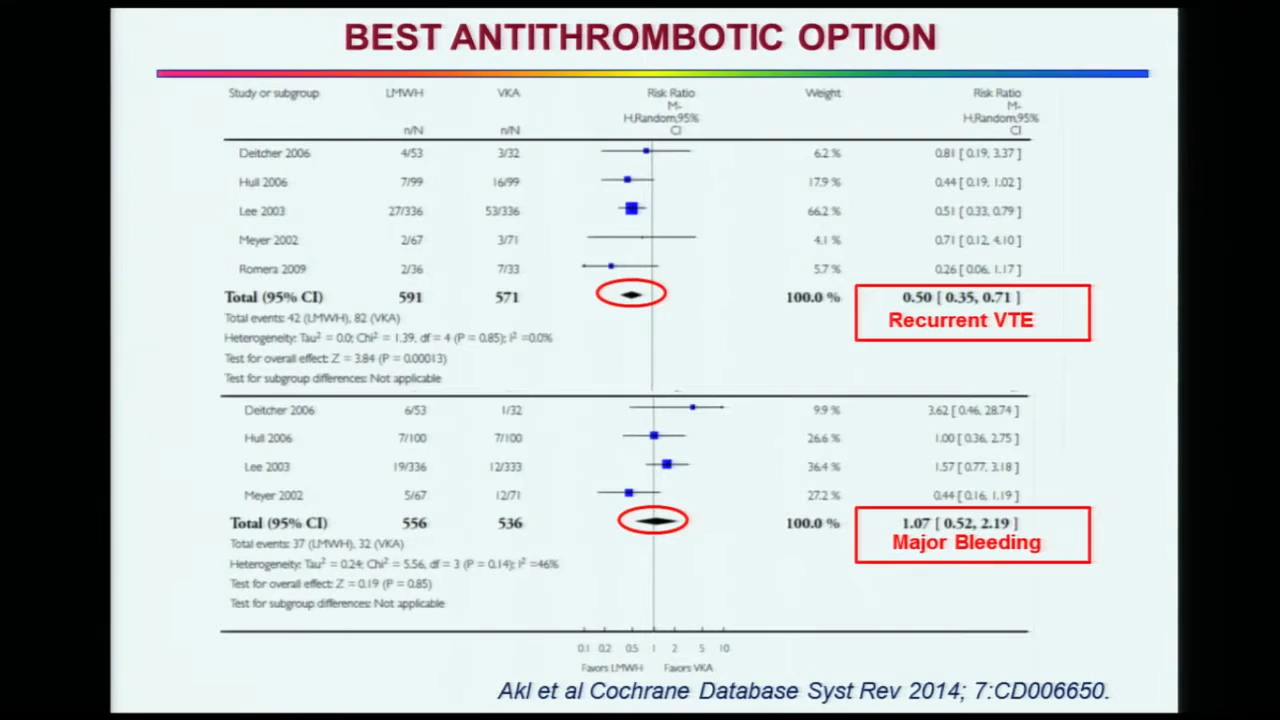 BEST ANTITHROMBOTIC OPTION
Study or subgroup LMWH VKA Risk Ratio Weight Risk Ratio
M- M-
H,Random,95% H,Random,95%
n/N n/N CI CI
Deitcher 2006 4/53 3/32 6.2 % 0.81 [ 0.19, 3.37 ]
Hull 2006 7/99 16/99 17.9 % 0.44 [ 0.19, 1.02 ]
Lee 2003 27/336 53/336 66.2 % 0.51 [ 0.33, 0.79 ]
Meyer 2002 2/67 3/71 4.1 % 0.71 [ 0.12, 4.10 ]
Romera 2009 2/36 7/33 5.7 % 0.26 [ 0.06, 1.17 ]
Total (95% CI) 591 571 100.0 % 0.50 [ 0.35, 0.71 ]
Recurrent VTE
Total events: 42 (LMWH), 82 (VKA)
Heterogeneity: Tau² = 0.0; Chi² = 1.39, df = 4 (P = 0.85); I² =0.0%
Test for overall effect: Z = 3.84 (P = 0.00013)
Test for subgroup differences: Not applicable
Deitcher 2006 6/53 1/32 9.9 % 3.62 [ 0.46, 28.74 ]
Hull 2006 7/100 7/100 26.6 % 1.00 [ 0.36, 2.75 ]
Lee 2003 19/336 12/333 36.4 % 1.57 [ 0.77, 3.18 ]
Meyer 2002 5/67 12/71 27.2 % 0.44 [ 0.16, 1.19 ]
Total (95% CI) 556 536 100.0 % 1.07 [ 0.52, 2.19 ]
Major Bleeding
Total events: 37 (LMWH), 32 (VKA)
Heterogeneity: Tau² = 0.24; Chi² = 5.56, df = 3 (P = 0.14); I² =46%
Test for overall effect: Z = 0.19 (P = 0.85)
Test for subgroup differences: Not applicable
0.1 0.2 0.5 1 2 5 10
Favors LMWH Favors VKA
Akl et al Cochrane Database Syst Rev 2014; 7:CD006650.